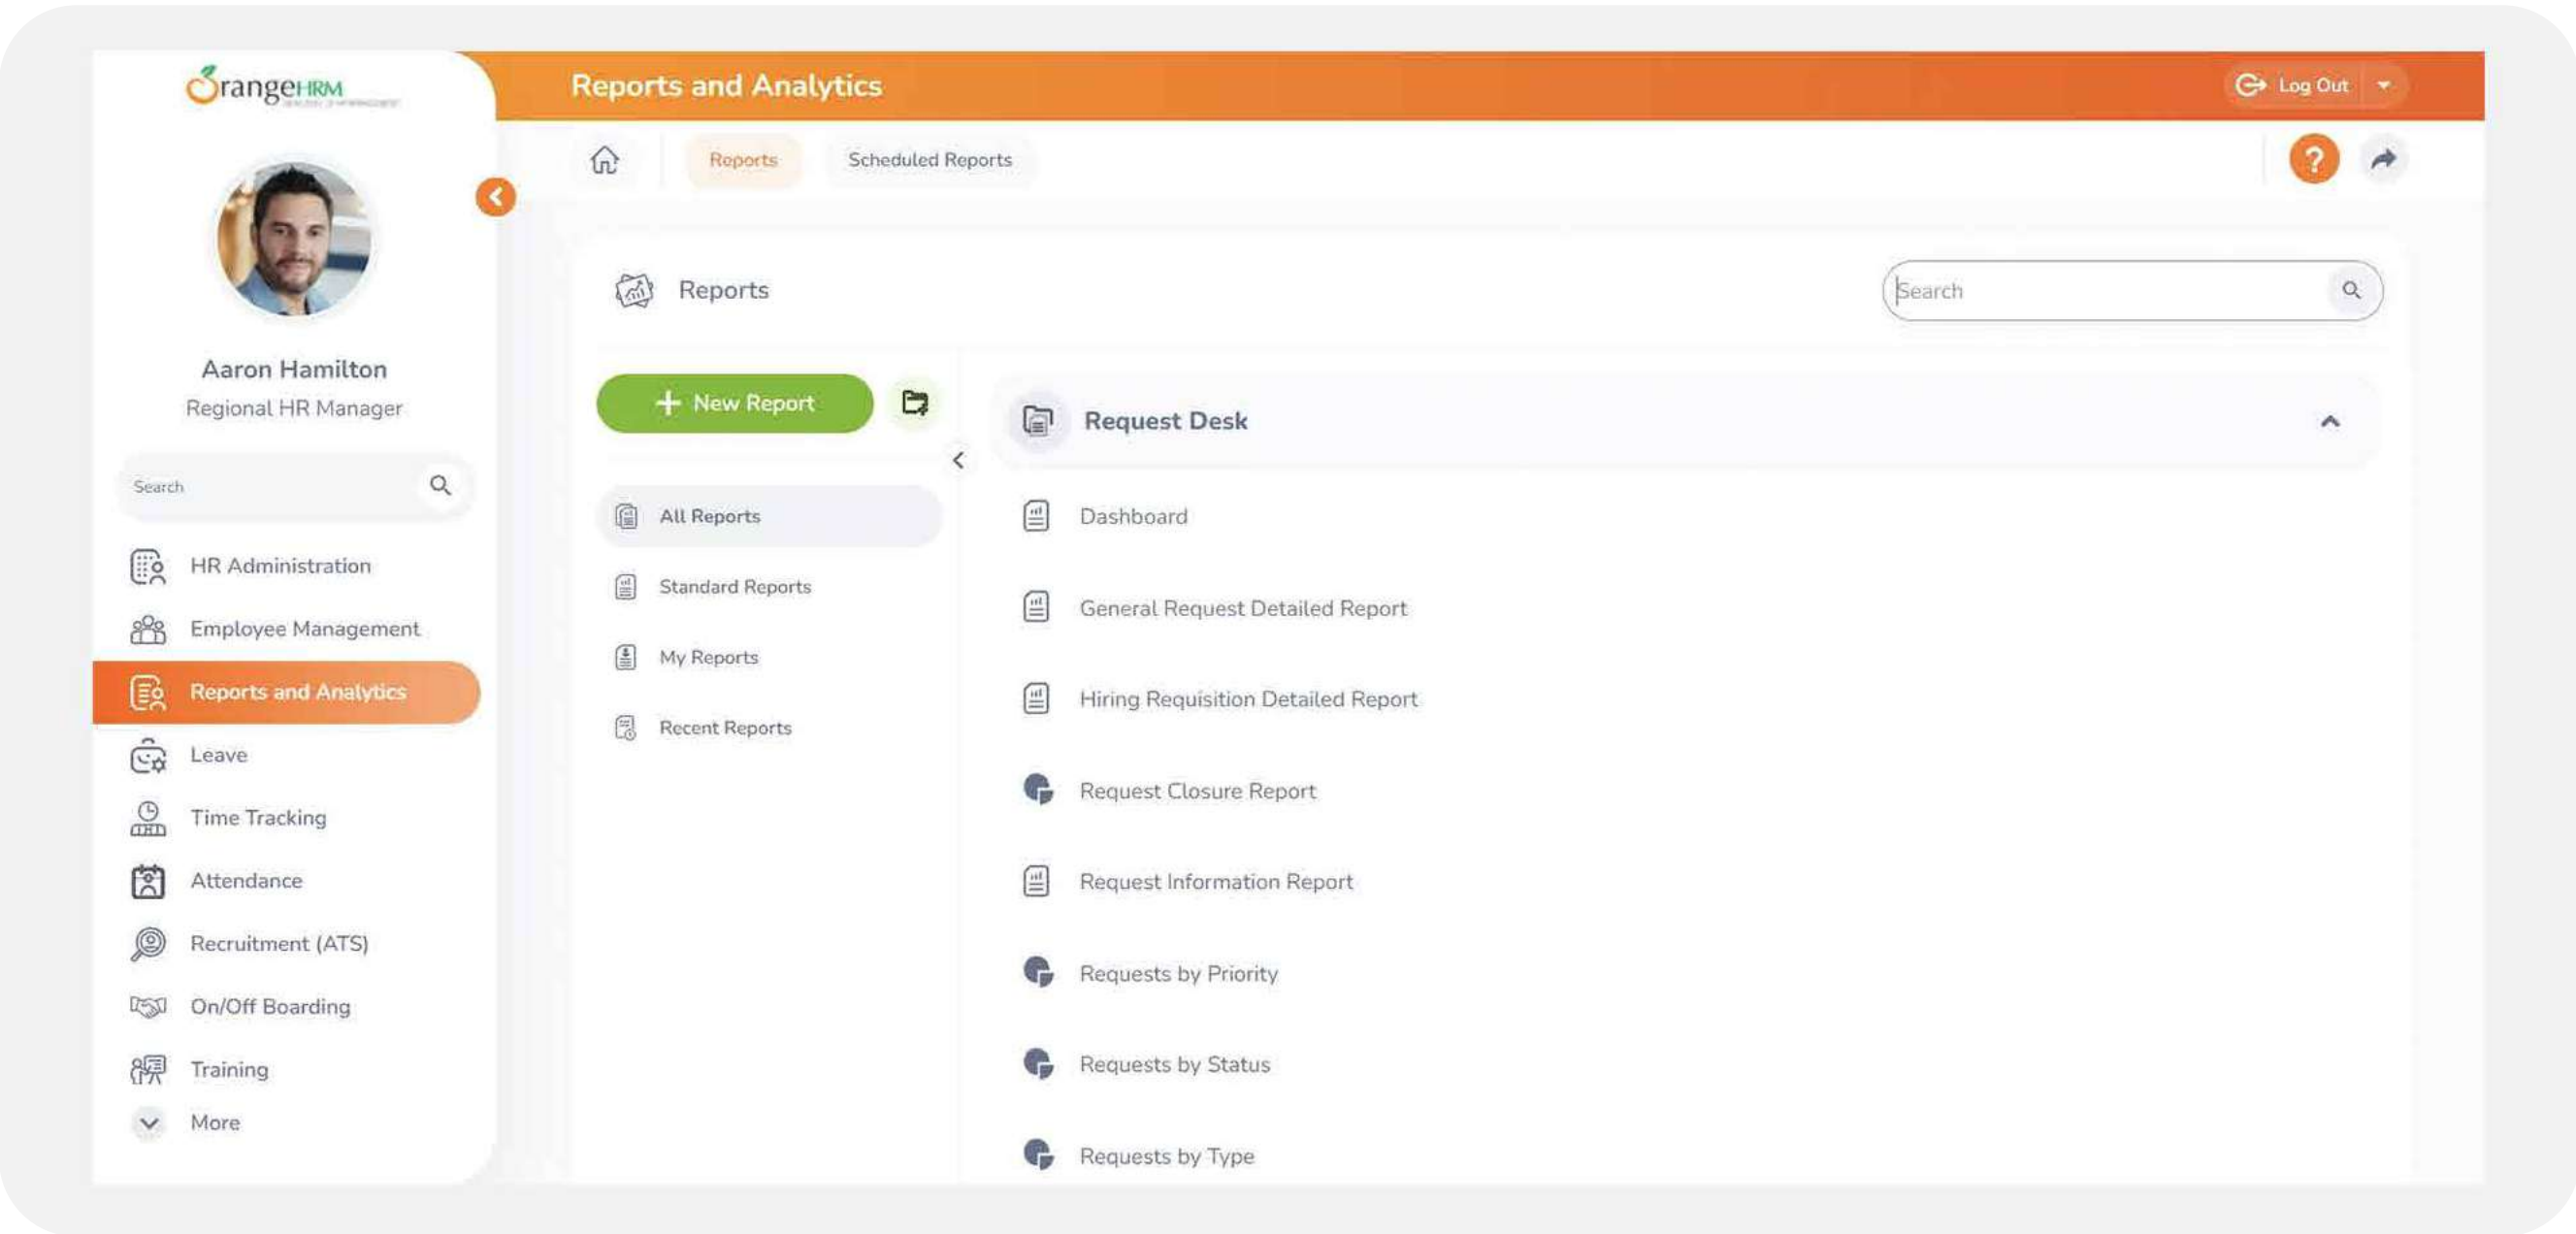 OrangeHRM
Reports and Analytics
Log Out
Reports
Scheduled Reports
?
Aaron Hamilton
Regional HR Manager
Search
HR Administration
Employee Management
Reports and Analytics
Leave
Time Tracking
Attendance
Recruitment (ATS)
On/Off Boarding
Training
More
Reports
Search
+ New Report
All Reports
Standard Reports
My Reports
Recent Reports
Request Desk
Dashboard
General Request Detailed Report
Hiring Requisition Detailed Report
Request Closure Report
Request Information Report
Requests by Priority
Requests by Status
Requests by Type